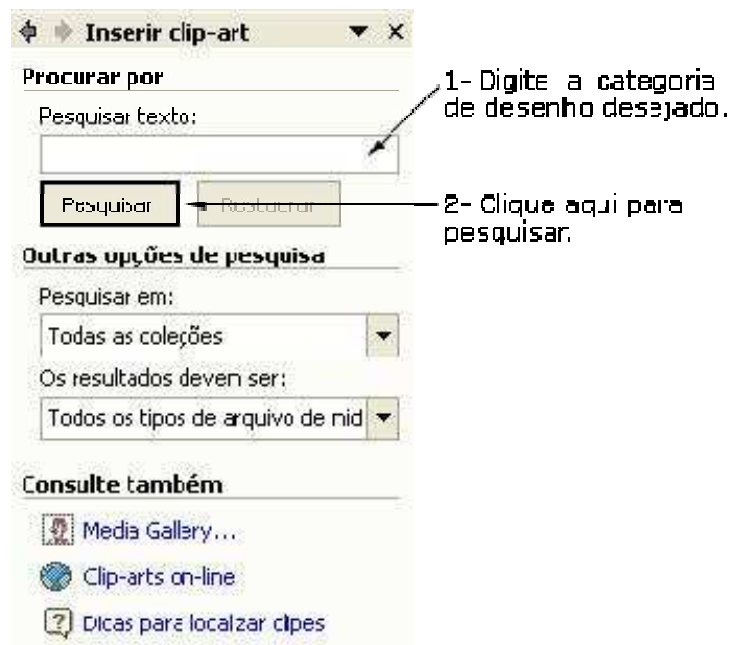 Inserir clip-art
Procurar por
Pesquisar texto:
1- Digite a categoria
de desenho desejado.
Pesquisar
Restaurar
2- Clique aqui para
pesquisar.
Outras opções de pesquisa
Pesquisar em:
Todas as coleções
Os resultados devem ser:
Todos os tipos de arquivo de míd
Consulte também
Media Gallery...
Clip-arts on-line
Dicas para localizar clipes